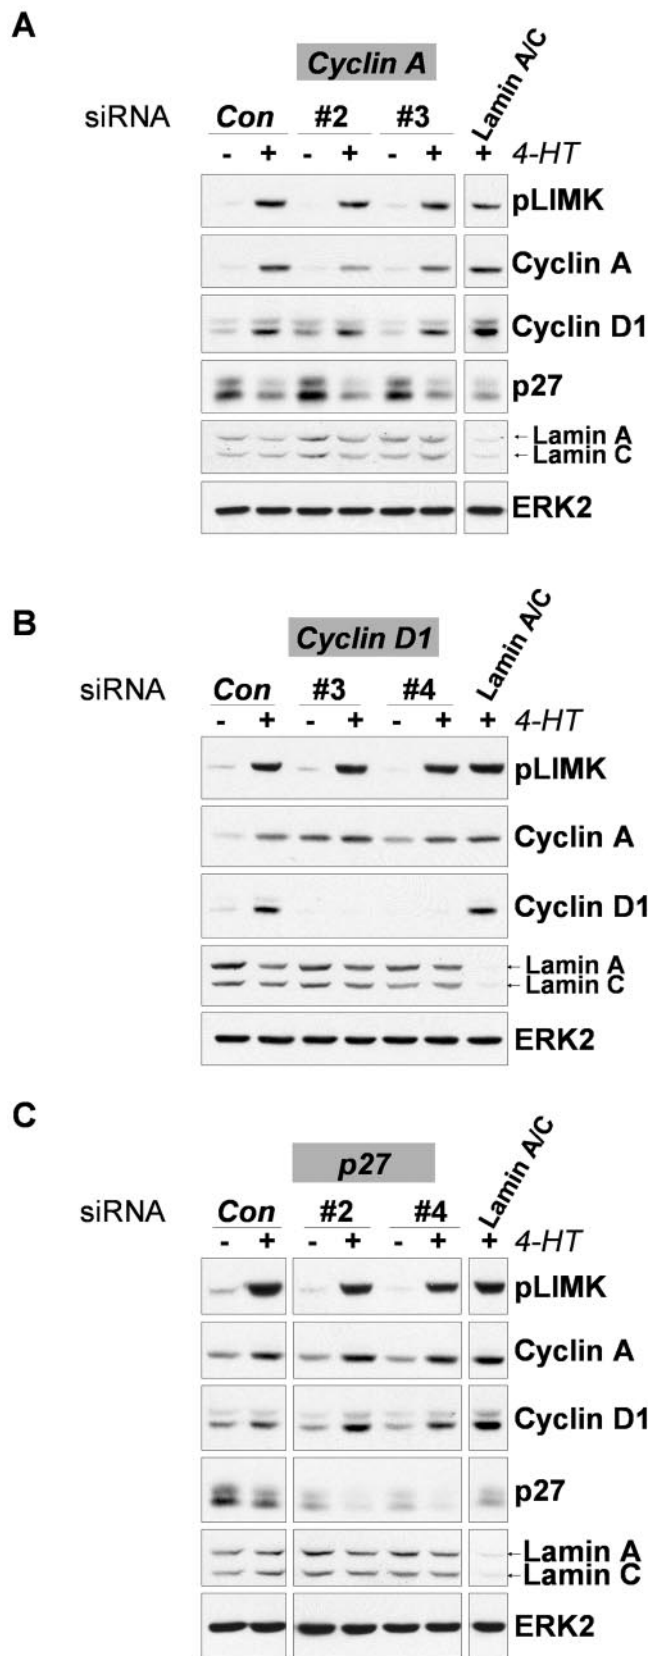 A
Cyclin A
Lamin A/C
siRNA Con #2 #3
- + - + - + + 4-HT
pLIMK
Cyclin A
Cyclin D1
p27
Lamin A
Lamin C
ERK2
B
Cyclin D1
Lamin A/C
siRNA Con #3 #4
- + - + - + + 4-HT
pLIMK
Cyclin A
Cyclin D1
Lamin A
Lamin C
ERK2
C
p27
Lamin A/C
siRNA Con #2 #4
- + - + - + + 4-HT
pLIMK
Cyclin A
Cyclin D1
p27
Lamin A
Lamin C
ERK2